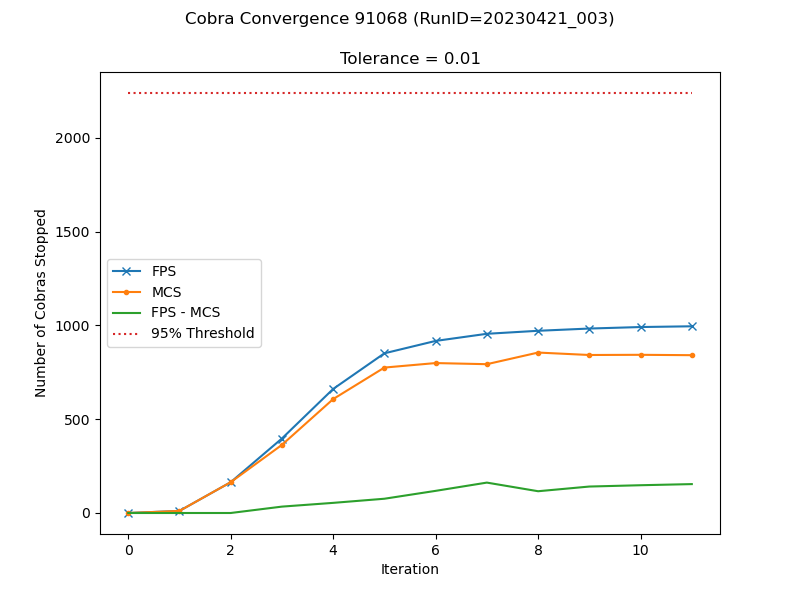 Cobra Convergence 91068 (RunID=20230421_003)
Tolerance = 0.01
Number of Cobras Stopped
2000
1500
1000
500
0
FPS
MCS
FPS - MCS
95% Threshold
0 2 4 6 8 10
Iteration